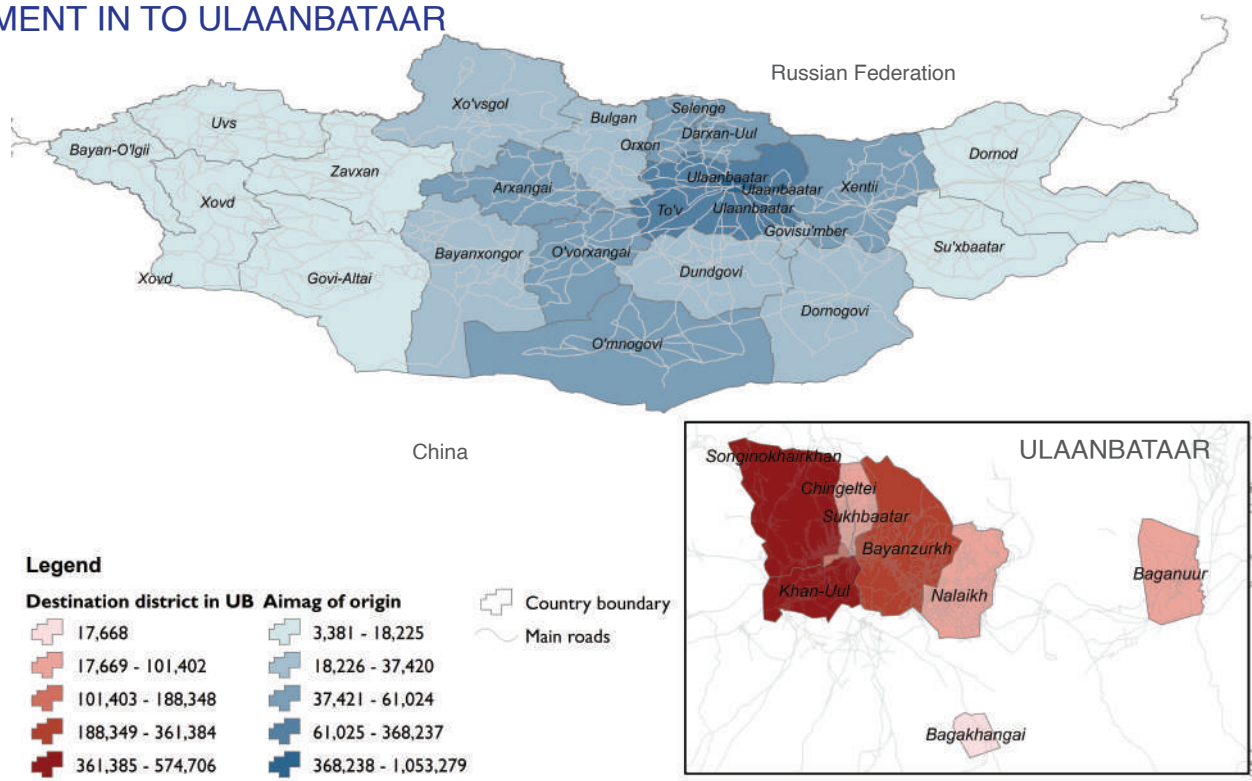 MENT IN TO ULAANBATAAR
Russian Federation
Xo'vsgol
Bulgan
Selenge
Uvs
Orxon
Darxan-Uul
Bayan-O'lgii
Zavxan
Arxangai
Ulaanbaatar
Ulaanbaatar
Xentii
Dornod
Xovd
To'v
Ulaanbaatar
Govisu'mber
Su'xbaatar
Bayanxongor
O'vorxangai
Dundgovi
Xovd
Govi-Altai
Dornogovi
O'mnogovi
China
ULAANBATAAR
Songinokhairkhan
Chingeltei
Sukhbaatar
Bayanzurkh
Baganuur
Khan-Uul
Nalaikh
Bagakhangai
Legend
Destination district in UB
17,668
17,669 - 101,402
101,403 - 188,348
188,349 - 361,384
361,385 - 574,706
Aimag of origin
3,381 - 18,225
18,226 - 37,420
37,421 - 61,024
61,025 - 368,237
368,238 - 1,053,279
Country boundary
Main roads